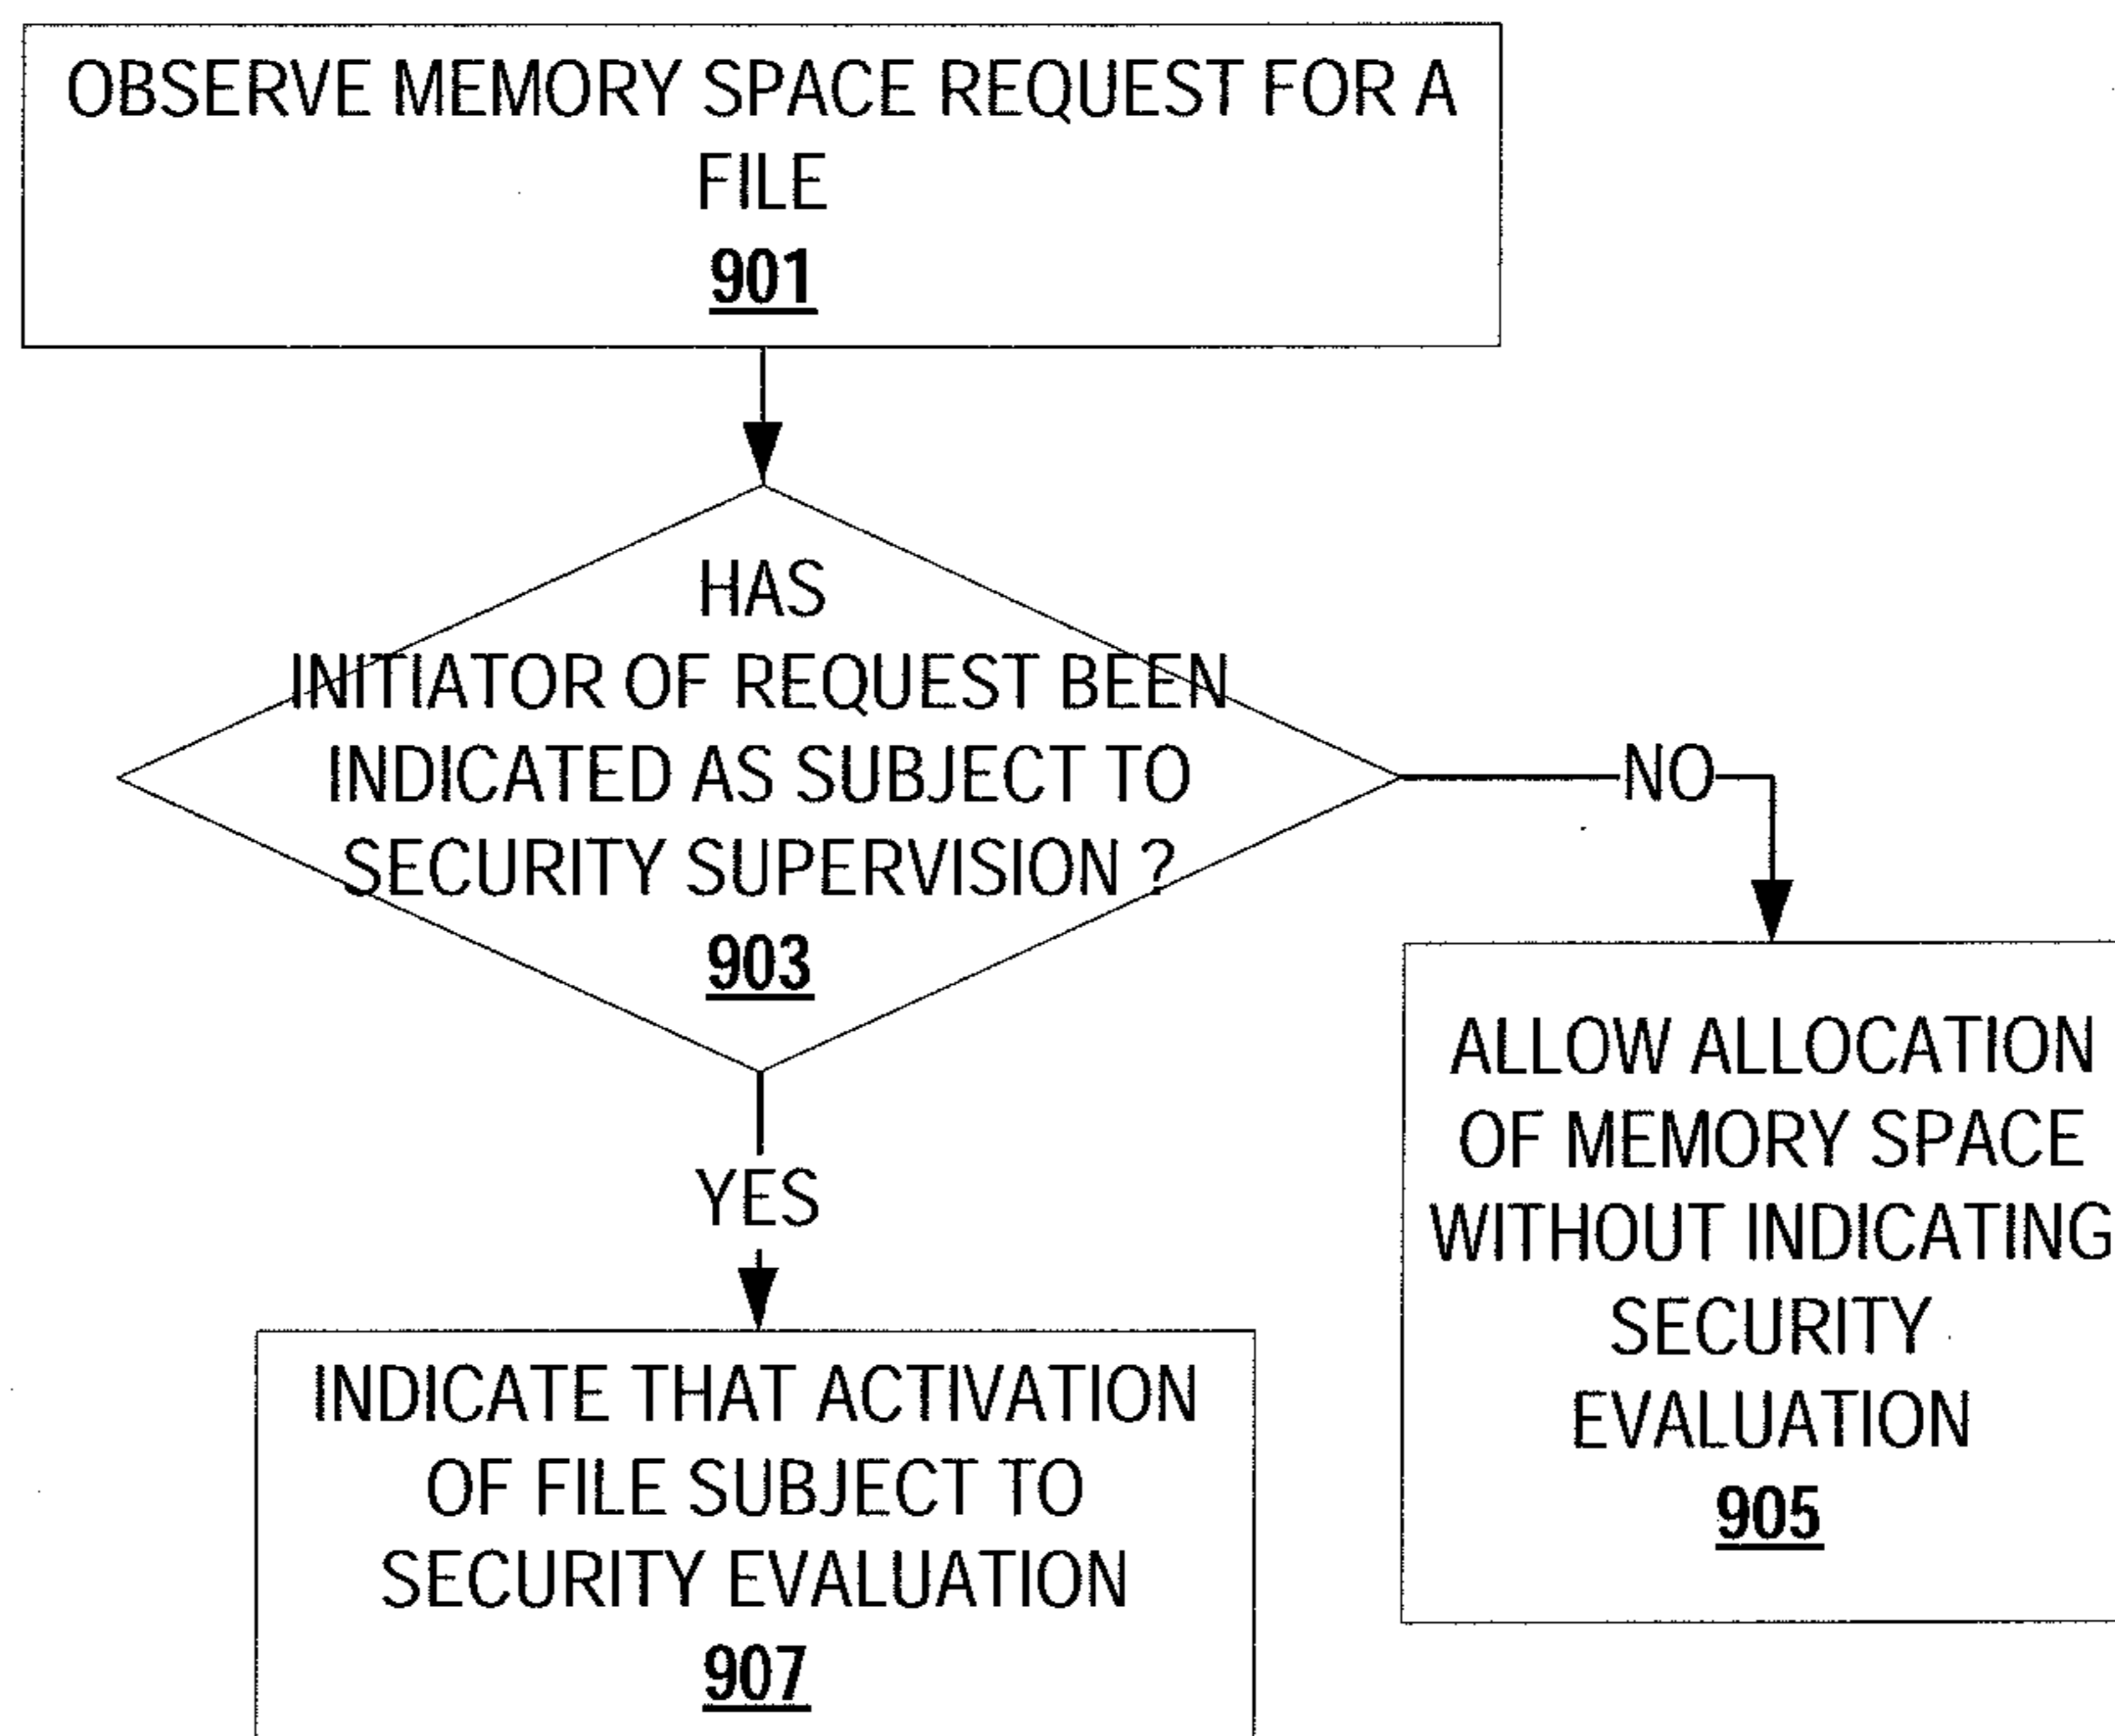 OBSERVE MEMORY SPACE REQUEST FOR A
FILE
901
HAS
INITIATOR OF REQUEST BEEN
INDICATED AS SUBJECT TO
SECURITY SUPERVISION ?
903
NO
YES
ALLOW ALLOCATION
OF MEMORY SPACE
WITHOUT INDICATING
SECURITY
EVALUATION
905
INDICATE THAT ACTIVATION
OF FILE SUBJECT TO
SECURITY EVALUATION
907